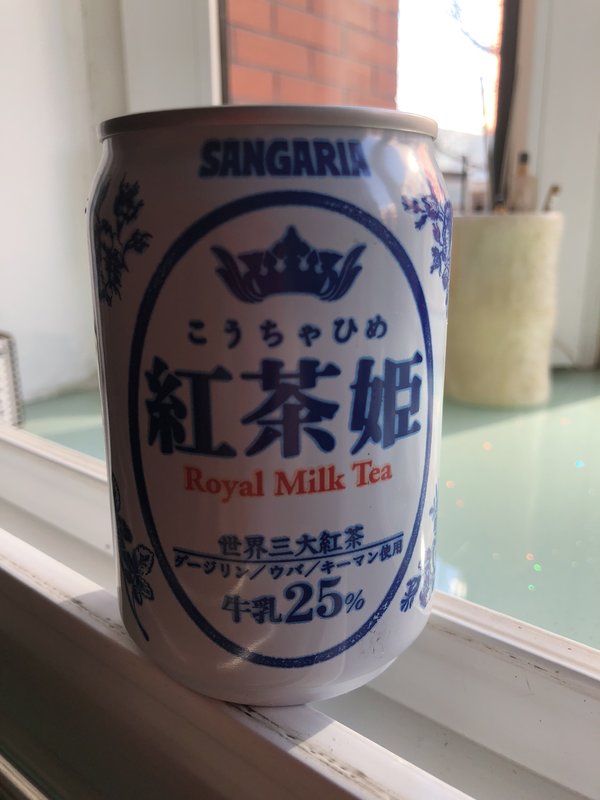 SANGARIA
こうちゃひめ
紅茶姫
Royal Milk Tea
世界三大紅茶
ダージリン／ウバ／キーマン使用
牛乳25%